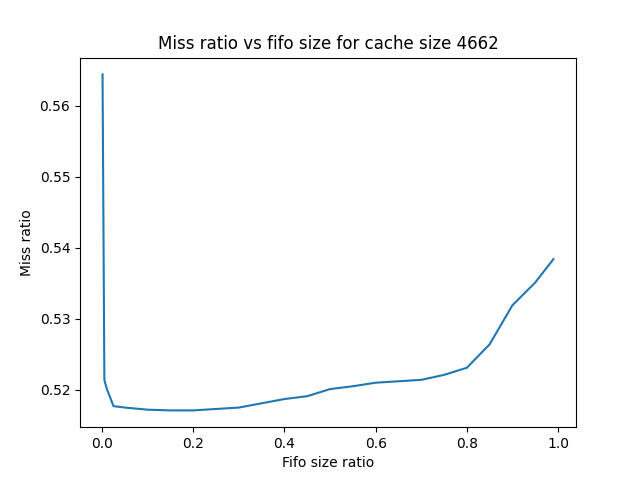 Miss ratio vs fifo size for cache size 4662
0.56
0.55
0.54
0.53
0.52
Miss ratio
0.0 0.2 0.4 0.6 0.8 1.0
Fifo size ratio